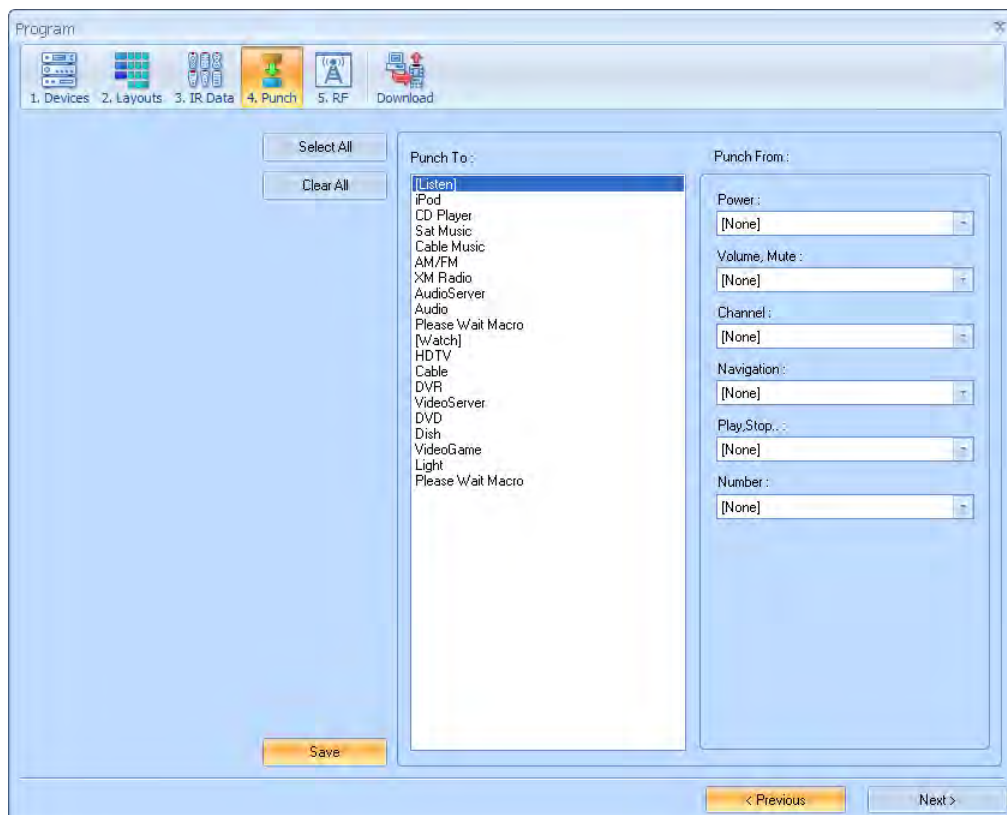 Program
1. Devices
2. Layouts
3. IR Data
4. Punch
5. RF
Download
Select All
Clear All
Punch To :
[Listen]
iPod
CD Player
Sat Music
Cable Music
AM/FM
XM Radio
AudioServer
Audio
Please Wait Macro
[Watch]
HDTV
Cable
DVR
VideoServer
DVD
Dish
VideoGame
Light
Please Wait Macro
Punch From :
Power :
[None]
Volume, Mute :
[None]
Channel :
[None]
Navigation :
[None]
Play,Stop.. :
[None]
Number :
[None]
Save
< Previous
Next >